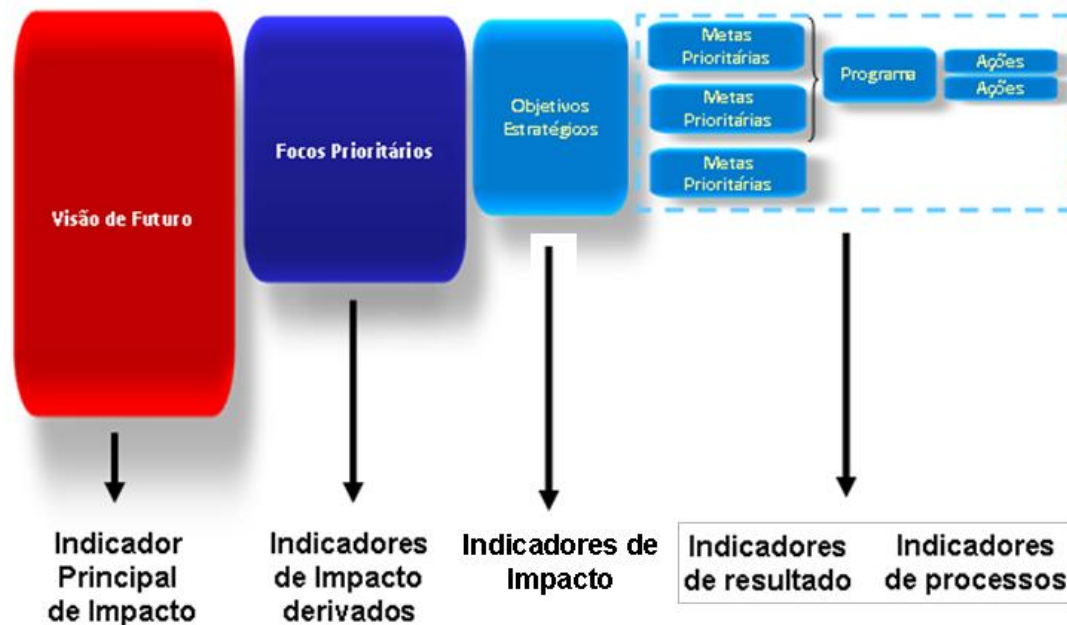 Visão de Futuro
Focos Prioritários
Objetivos
Estratégicos
Metas
Prioritárias
Metas
Prioritárias
Metas
Prioritárias
Programa
Ações
Ações
Indicador
Principal
de Impacto
Indicadores
de Impacto
derivados
Indicadores de
Impacto
Indicadores
de resultado
Indicadores
de processos